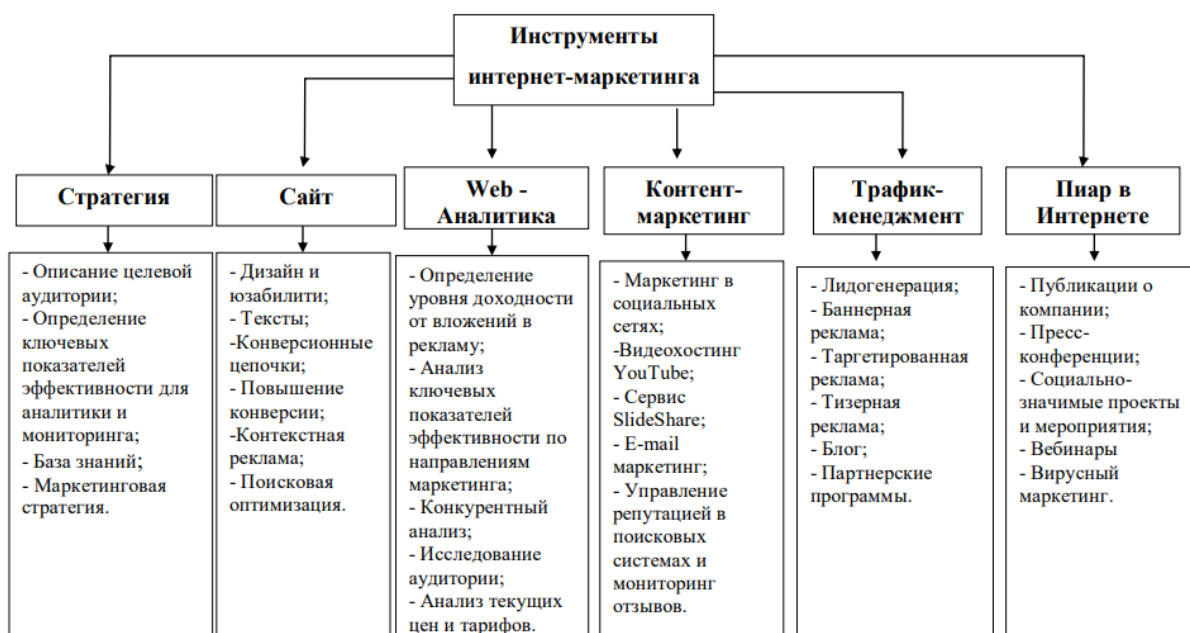 Инструменты
интернет-маркетинга
Стратегия
- Описание целевой
аудитории;
- Определение
ключевых
показателей
эффективности для
аналитики и
мониторинга;
- База знаний;
- Маркетинговая
стратегия.
Сайт
- Дизайн и
юзабилити;
- Тексты;
-Конверсионные
цепочки;
- Повышение
конверсии;
-Контекстная
реклама;
- Поисковая
оптимизация.
Web -
Аналитика
- Определение
уровня доходности
от вложений в
рекламу;
- Анализ
ключевых
показателей
эффективности по
направлениям
маркетинга;
- Конкурентный
анализ;
- Исследование
аудитории;
- Анализ текущих
цен и тарифов.
Контент-
маркетинг
- Маркетинг в
социальных
сетях;
-Видеохостинг
YouTube;
- Сервис
SlideShare;
- E-mail
маркетинг;
- Управление
репутацией в
поисковых
системах и
мониторинг
отзывов.
Трафик-
менеджмент
- Лидогенерация;
- Баннерная
реклама;
- Таргетированная
реклама;
- Тизерная
реклама;
- Блог;
- Партнерские
программы.
Пиар в
Интернете
- Публикации о
компании;
- Пресс-
конференции;
- Социально-
значимые проекты
и мероприятия;
- Вебинары
- Вирусный
маркетинг.